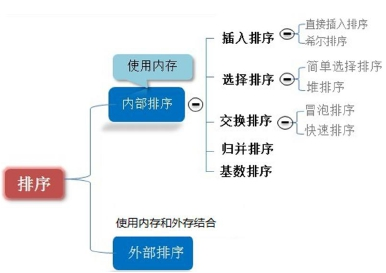 直接插入排序
插入排序
希尔排序
使用内存
简单选择排序
选择排序
内部排序
堆排序
冒泡排序
交换排序
快速排序
归并排序
基数排序
排序
使用内存和外存结合
外部排序